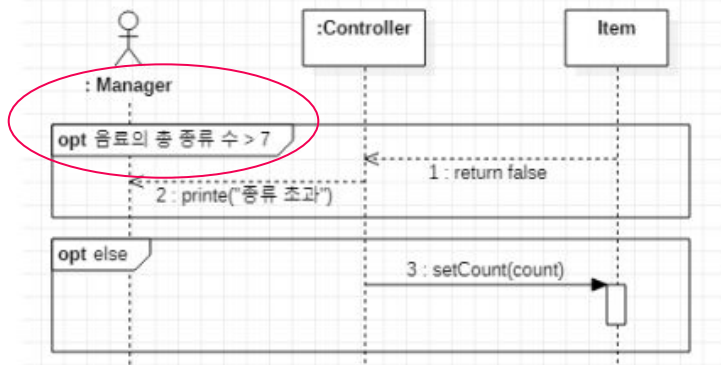 :Controller
Item
: Manager
opt 음료의 총 종류 수 > 7
1 : return false
2 : printe("종류 초과")
opt else
3 : setCount(count)